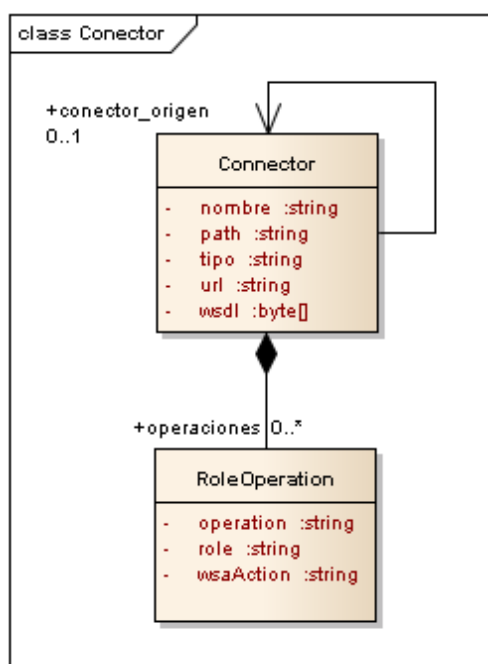 class Conector
+conector_origen
0..1
Connector
- nombre :string
- path :string
- tipo :string
- url :string
- wsdl :byte[]
+operaciones 0..*
RoleOperation
- operation :string
- role :string
- wsaAction :string